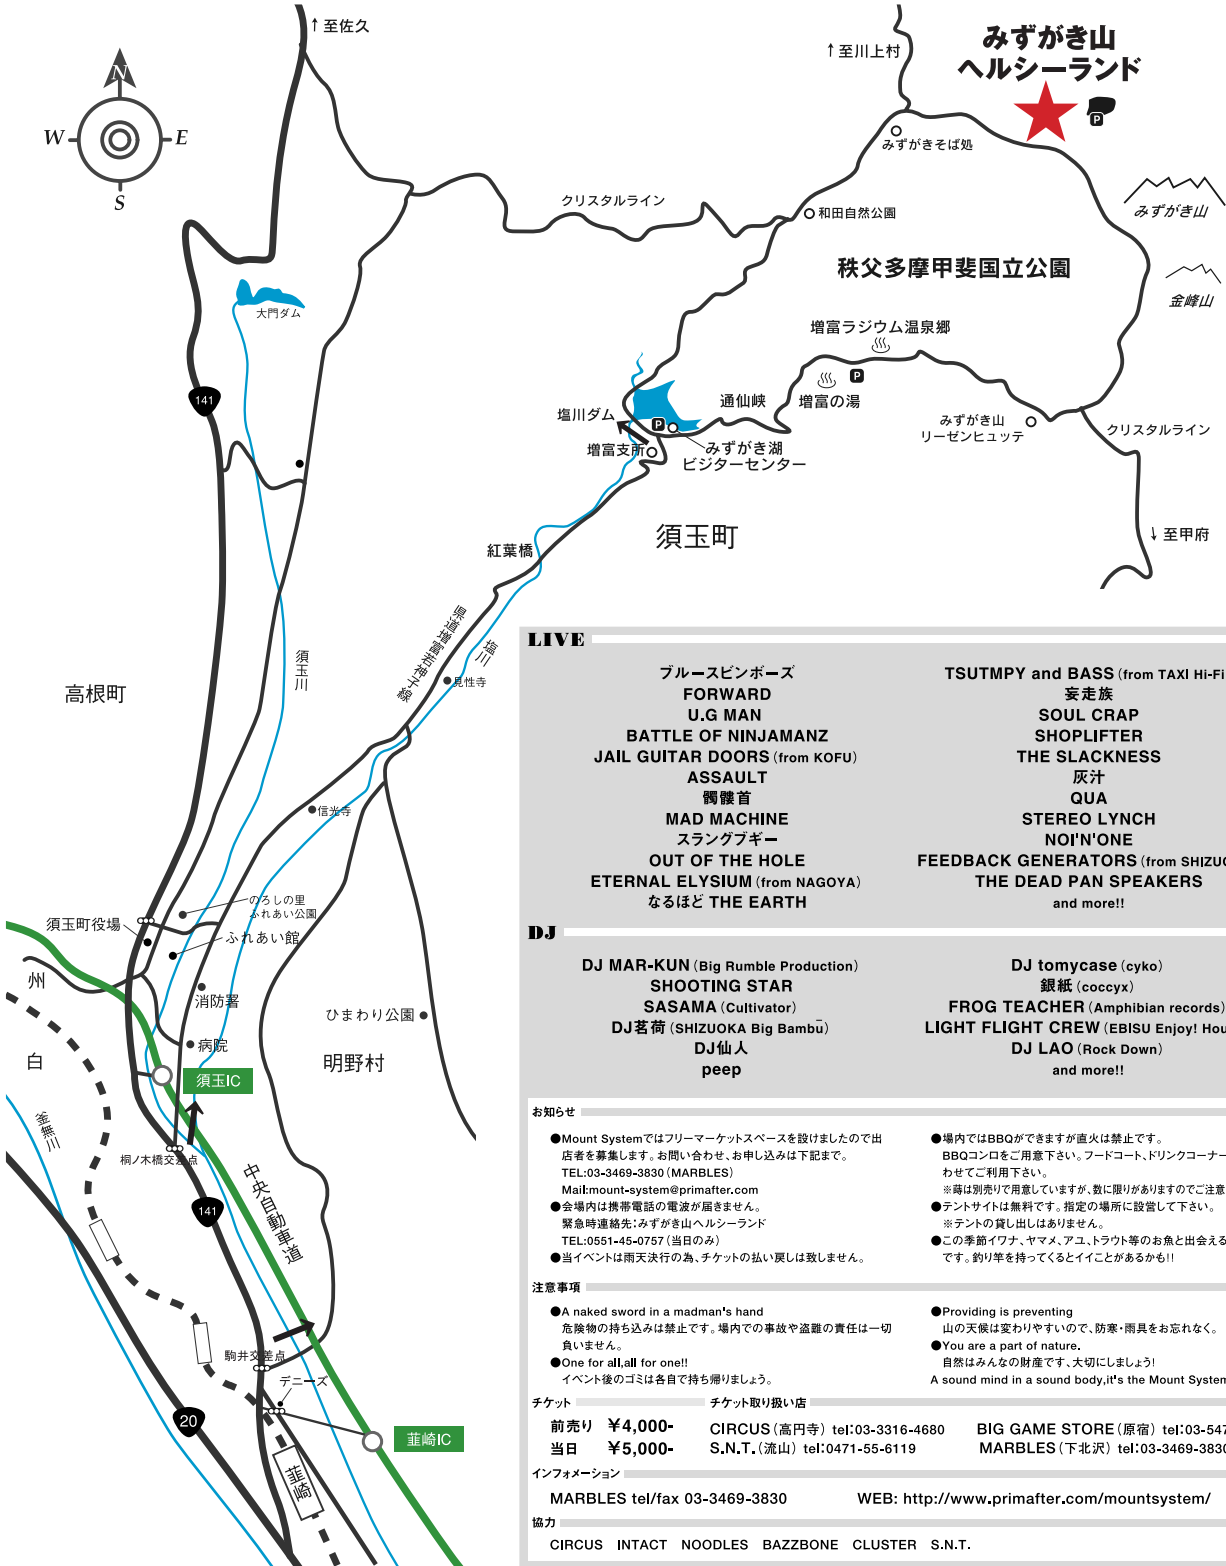 ↑至佐久
↑至川上村
みずがき山
ヘルシーランド
N
W
E
S
P
みずがきそば処
クリスタルライン
和田自然公園
みずがき山
秩父多摩甲斐国立公園
金峰山
大門ダム
増富ラジウム温泉郷
P
通仙峡
増富の湯
141
塩川ダム
P
みずがき山
リーゼンヒュッテ
クリスタルライン
増富支所
みずがき湖
ビジターセンター
須玉町
↓至甲府
紅葉橋
県道増富若神子線
塩川
須玉川
見性寺
高根町
信光寺
のろしの里
ふれあい公園
須玉町役場
ふれあい館
州
消防署
ひまわり公園
病院
白
明野村
須玉IC
釜無川
桐ノ木橋交差点
中央自動車道
141
駒井交差点
デニーズ
20
韮崎IC
韮崎
LIVE
ブルースビンボーズ
FORWARD
U.G MAN
BATTLE OF NINJAMANZ
JAIL GUITAR DOORS (from KOFU)
ASSAULT
髑髏首
MAD MACHINE
スラングブギー
OUT OF THE HOLE
ETERNAL ELYSIUM (from NAGOYA)
なるほど THE EARTH
TSUTMPY and BASS (from TAXI Hi-Fi
妄走族
SOUL CRAP
SHOPLIFTER
THE SLACKNESS
灰汁
QUA
STEREO LYNCH
NOI'N'ONE
FEEDBACK GENERATORS (from SHIZUO
THE DEAD PAN SPEAKERS
and more!!
DJ
DJ MAR-KUN (Big Rumble Production)
SHOOTING STAR
SASAMA (Cultivator)
DJ茗荷 (SHIZUOKA Big Bambū)
DJ仙人
peep
DJ tomycase (cyko)
銀紙 (coccyx)
FROG TEACHER (Amphibian records)
LIGHT FLIGHT CREW (EBISU Enjoy! Hou
DJ LAO (Rock Down)
and more!!
お知らせ
●Mount Systemではフリーマーケットスペースを設けましたので出
店者を募集します。お問い合わせ、お申し込みは下記まで。
TEL:03-3469-3830 (MARBLES)
Mail:mount-system@primafter.com
●会場内は携帯電話の電波が届きません。
緊急時連絡先:みずがき山ヘルシーランド
TEL:0551-45-0757 (当日のみ)
●当イベントは雨天決行の為、チケットの払い戻しは致しません。
●場内ではBBQができますが直火は禁止です。
BBQコンロをご用意下さい。フードコート、ドリンクコーナー
わせてご利用下さい。
※薪は別売りで用意していますが、数に限りがありますのでご注意
●テントサイトは無料です。指定の場所に設営して下さい。
※テントの貸し出しはありません。
●この季節イワナ、ヤマメ、アユ、トラウト等のお魚と出会える
です。釣り竿を持ってくるとイイことがあるかも!!
注意事項
●A naked sword in a madman's hand
危険物の持ち込みは禁止です。場内での事故や盗難の責任は一切
負いません。
●One for all,all for one!!
イベント後のゴミは各自で持ち帰りましょう。
●Providing is preventing
山の天候は変わりやすいので、防寒・雨具をお忘れなく。
●You are a part of nature.
自然はみんなの財産です、大切にしましょう!
A sound mind in a sound body,it's the Mount System
チケット
前売り ¥4,000-
当日 ¥5,000-
チケット取り扱い店
CIRCUS (高円寺) tel:03-3316-4680
BIG GAME STORE (原宿) tel:03-547
S.N.T. (流山) tel:0471-55-6119
MARBLES (下北沢) tel:03-3469-3830
インフォメーション
MARBLES tel/fax 03-3469-3830
WEB: http://www.primafter.com/mountsystem/
協力
CIRCUS INTACT NOODLES BAZZBONE CLUSTER S.N.T.